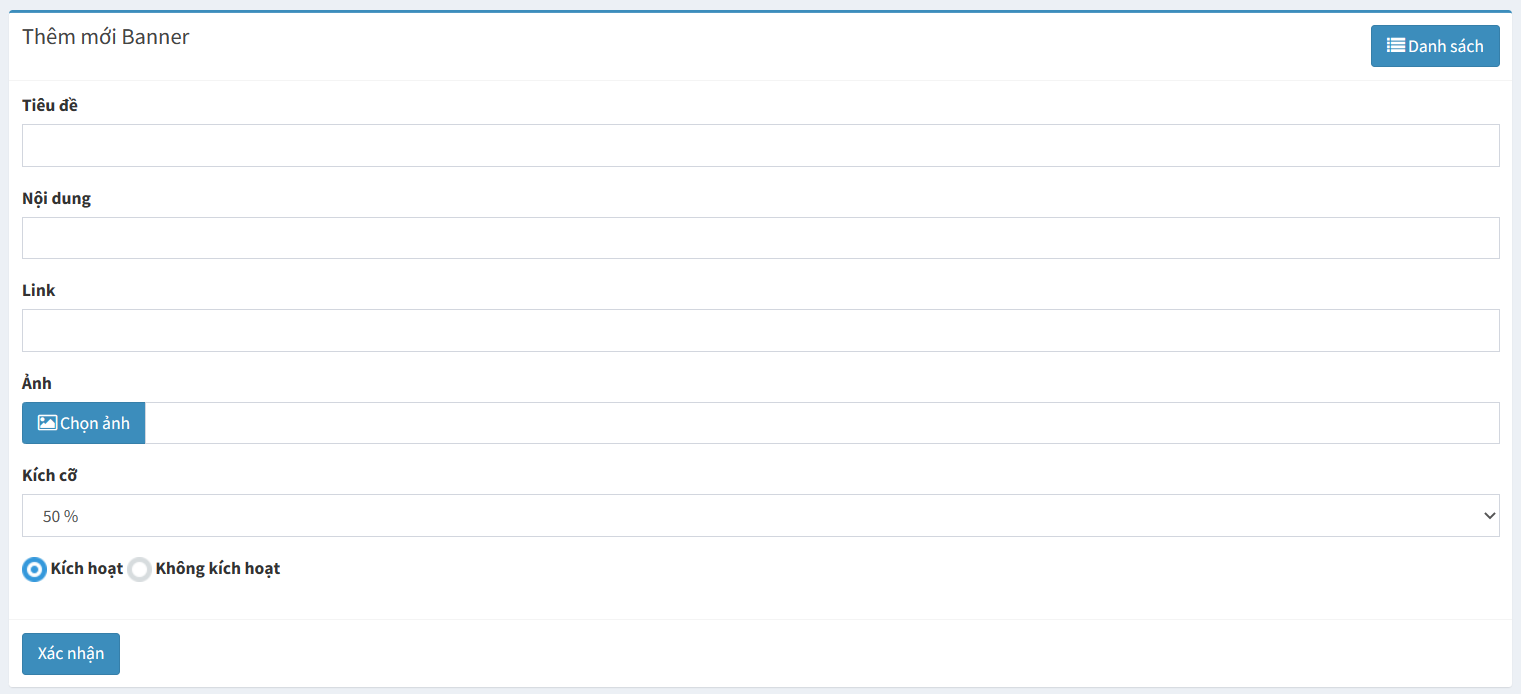 Thêm mới Banner
Danh sách
Tiêu đề
Nội dung
Link
Ảnh
Chọn ảnh
Kích cỡ
50 %
Kích hoạt Không kích hoạt
Xác nhận